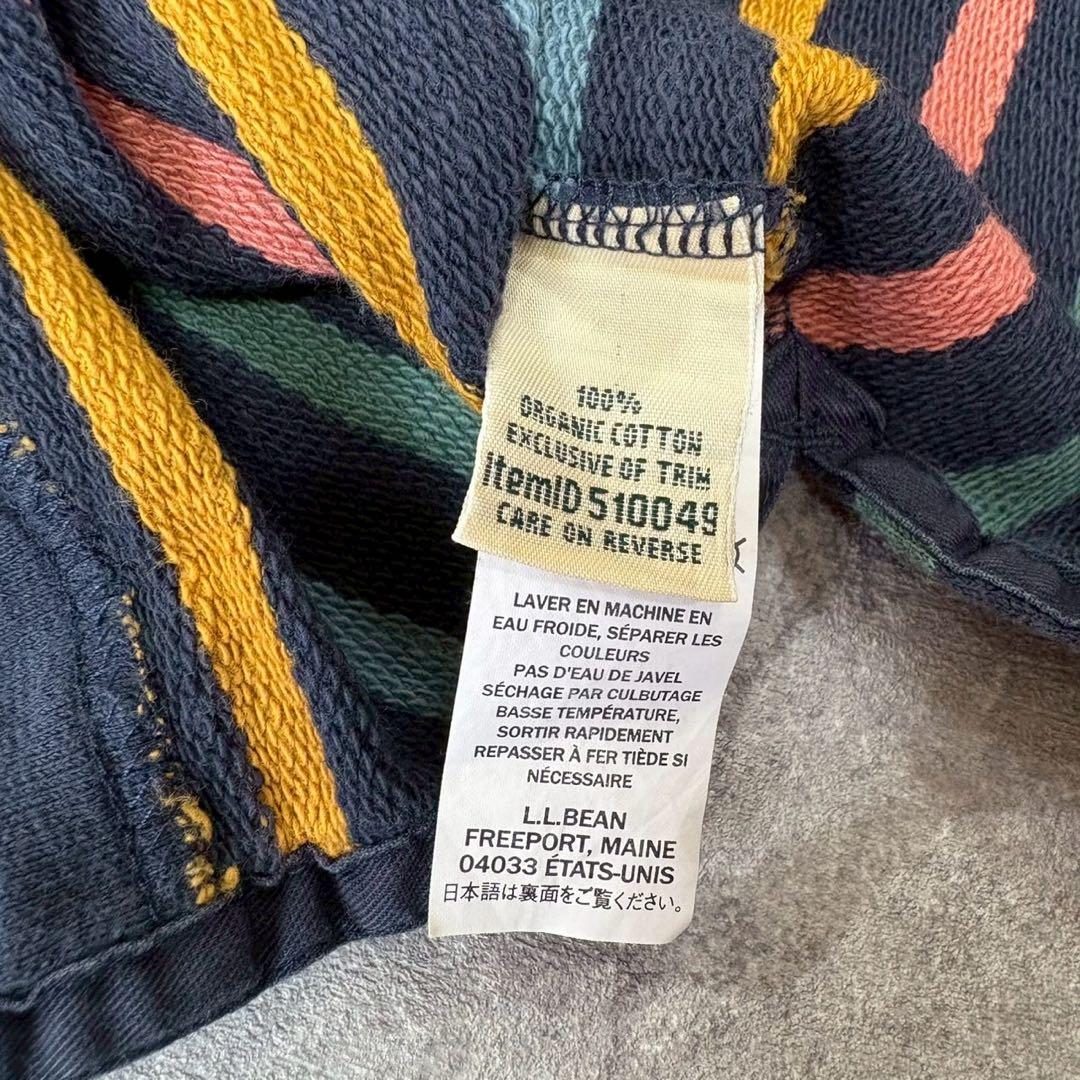 100%
ORGANIC COTTON
EXCLUSIVE OF TRIM
ItemID 510049
CARE ON REVERSE
LAVER EN MACHINE EN
EAU FROIDE, SÉPARER LES
COULEURS
PAS D'EAU DE JAVEL
SÉCHAGE PAR CULBUTAGE
BASSE TEMPÉRATURE,
SORTIR RAPIDEMENT
REPASSER À FER TIÈDE SI
NÉCESSAIRE
L.L.BEAN
FREEPORT, MAINE
04033 ÉTATS-UNIS
日本語は裏面をご覧ください。